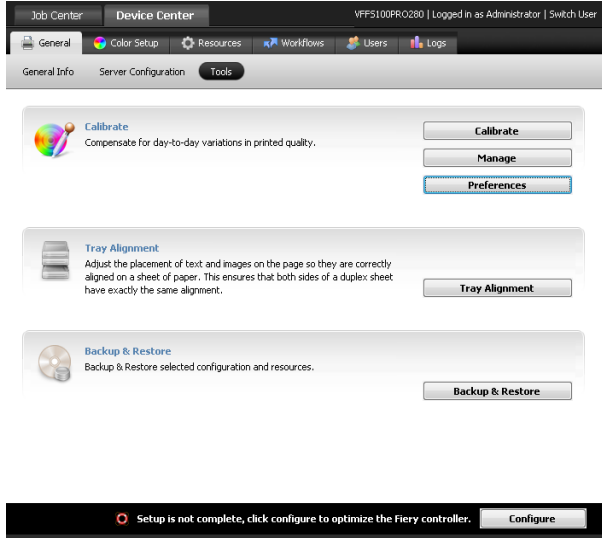 Job Center Device Center VFFS100PRO280 | Logged in as Administrator | Switch User
General Color Setup Resources Workflows Users Logs
General Info Server Configuration Tools
Calibrate
Compensate for day-to-day variations in printed quality.
Calibrate
Manage
Preferences
Tray Alignment
Adjust the placement of text and images on the page so they are correctly
aligned on a sheet of paper. This ensures that both sides of a duplex sheet
have exactly the same alignment.
Tray Alignment
Backup & Restore
Backup & Restore selected configuration and resources.
Backup & Restore
Setup is not complete, click configure to optimize the Fiery controller. Configure